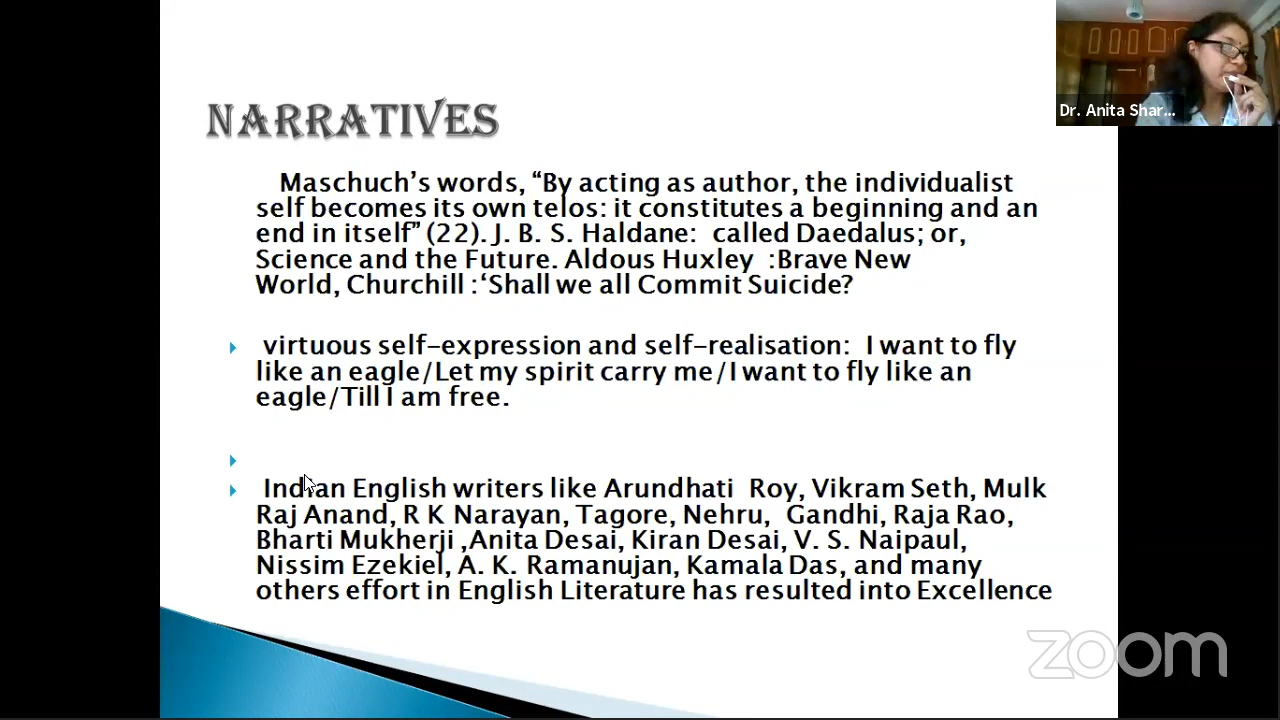 Dr. Anita Shar...
NARRATIVES
Maschuch's words, “By acting as author, the individualist
self becomes its own telos: it constitutes a beginning and an
end in itself” (22). J. B. S. Haldane: called Daedalus; or,
Science and the Future. Aldous Huxley :Brave New
World, Churchill :‘Shall we all Commit Suicide?
virtuous self-expression and self-realisation: I want to fly
like an eagle/Let my spirit carry me/I want to fly like an
eagle/Till I am free.
Indian English writers like Arundhati Roy, Vikram Seth, Mulk
Raj Anand, R K Narayan, Tagore, Nehru, Gandhi, Raja Rao,
Bharti Mukherji ,Anita Desai, Kiran Desai, V. S. Naipaul,
Nissim Ezekiel, A. K. Ramanujan, Kamala Das, and many
others effort in English Literature has resulted into Excellence
zoom